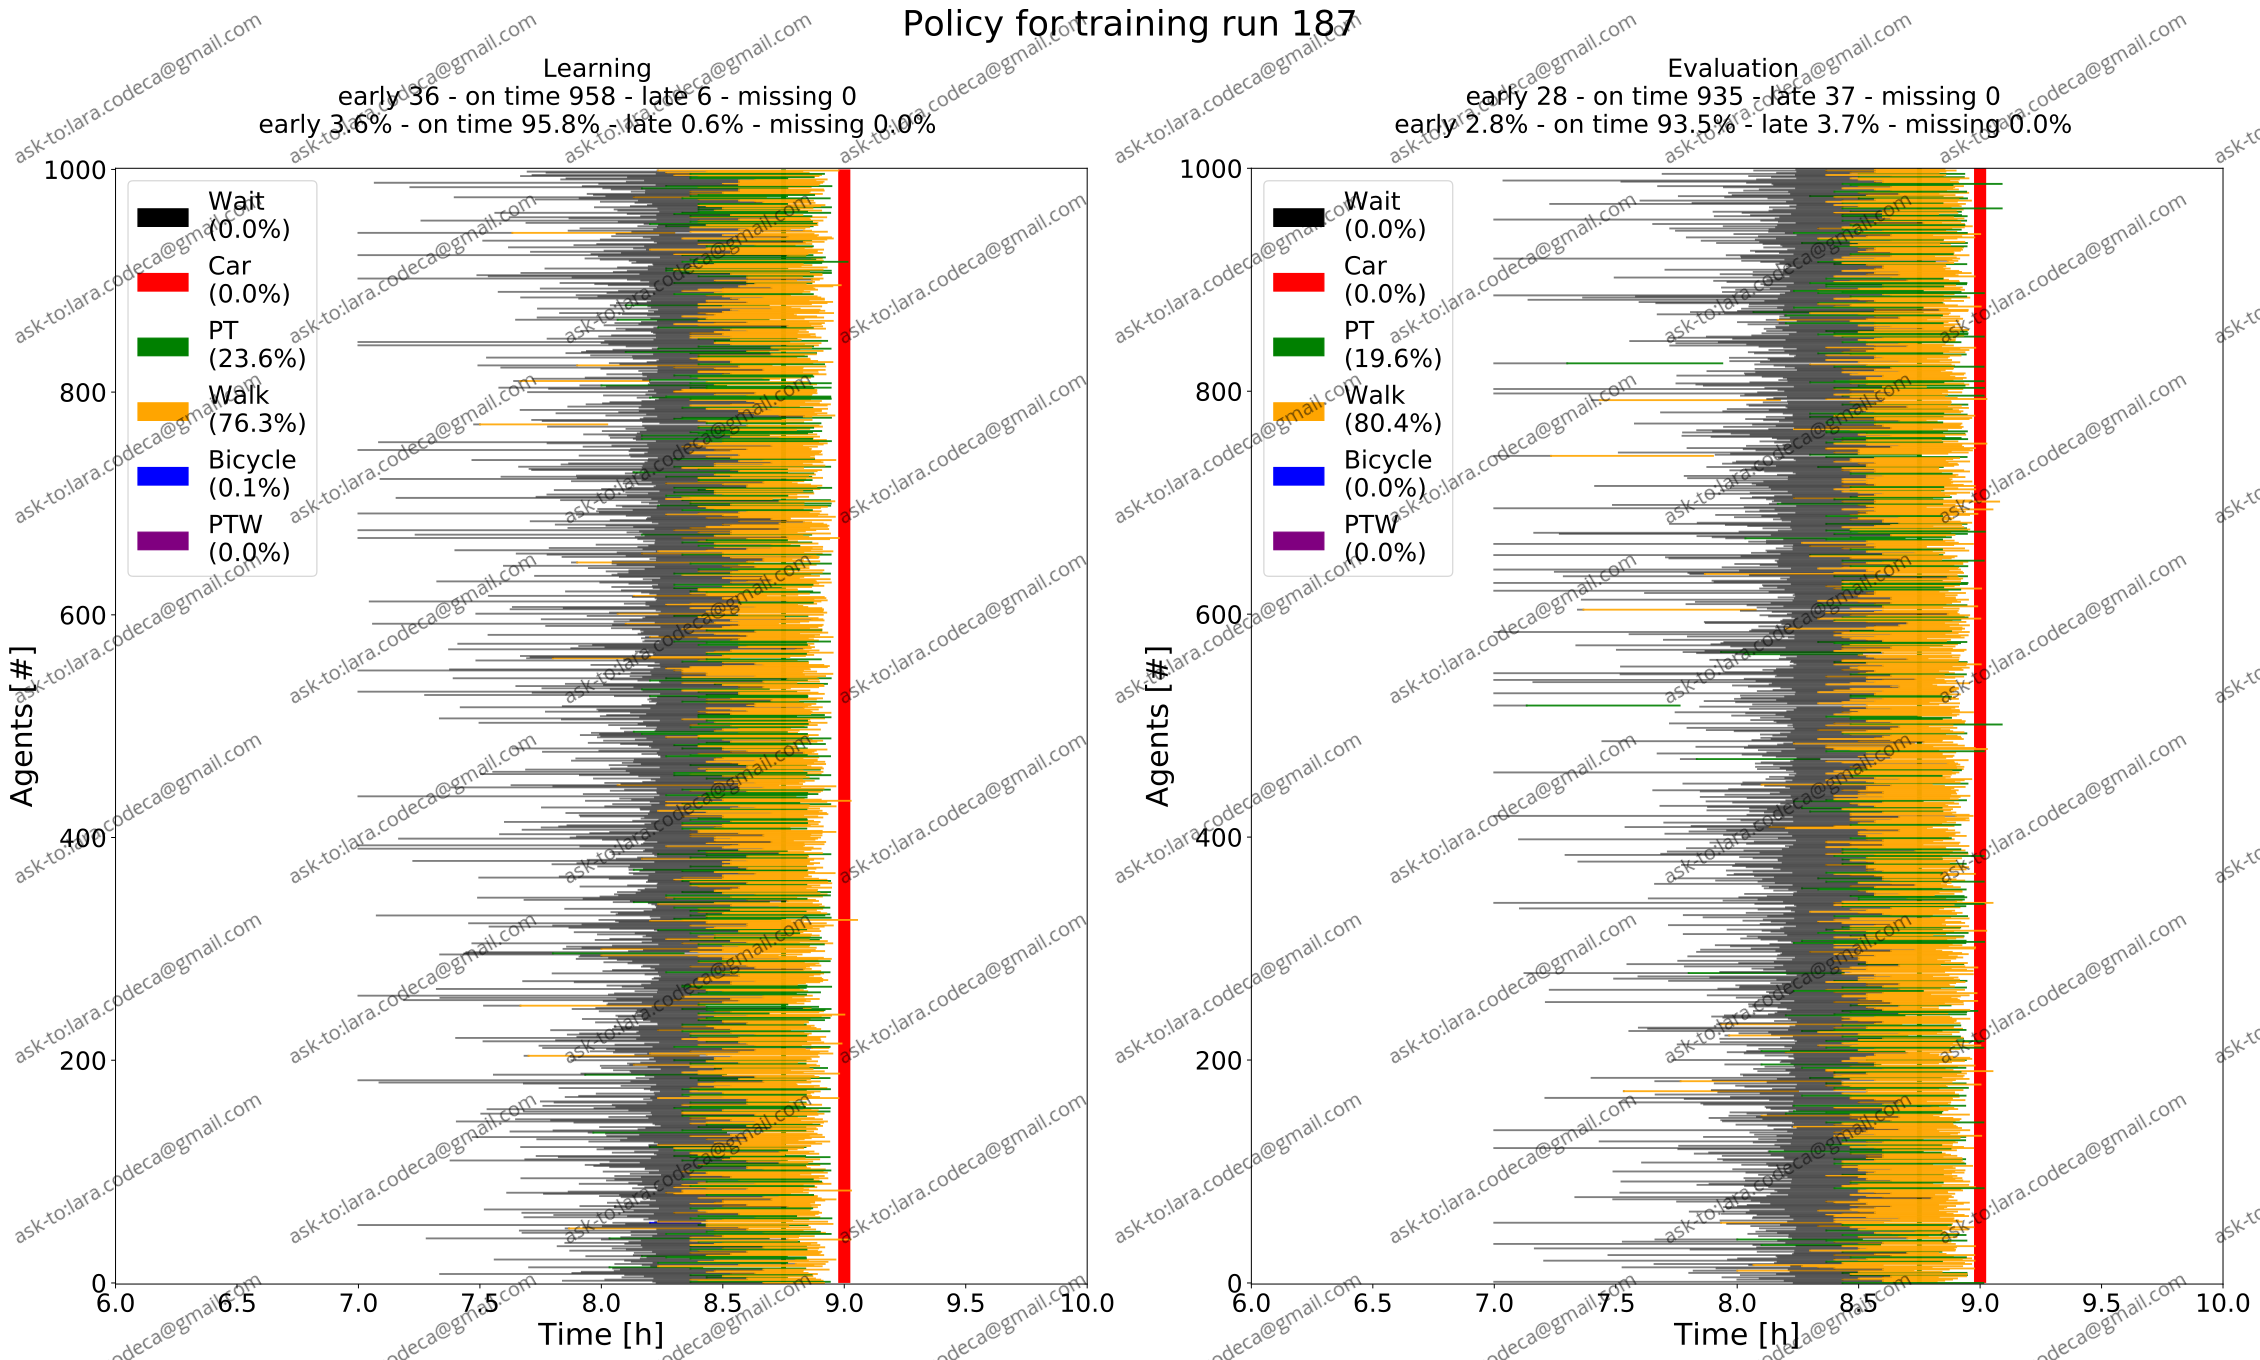 Policy for training run 187
Learning
early 36 - on time 958 - late 6 - missing 0
early 3.6% - on time 95.8% - late 0.6% - missing 0.0%
Agents [#]
1000
800
600
400
200
0
Wait
(0.0%)
Car
(0.0%)
PT
(23.6%)
Walk
(76.3%)
Bicycle
(0.1%)
PTW
(0.0%)
6.0 6.5 7.0 7.5 8.0 8.5 9.0 9.5 10.0
Time [h]
Evaluation
early 28 - on time 935 - late 37 - missing 0
early 2.8% - on time 93.5% - late 3.7% - missing 0.0%
Agents [#]
1000
800
600
400
200
0
Wait
(0.0%)
Car
(0.0%)
PT
(19.6%)
Walk
(80.4%)
Bicycle
(0.0%)
PTW
(0.0%)
6.0 6.5 7.0 7.5 8.0 8.5 9.0 9.5 10.0
Time [h]
ask-to:lara.codeca@gmail.com